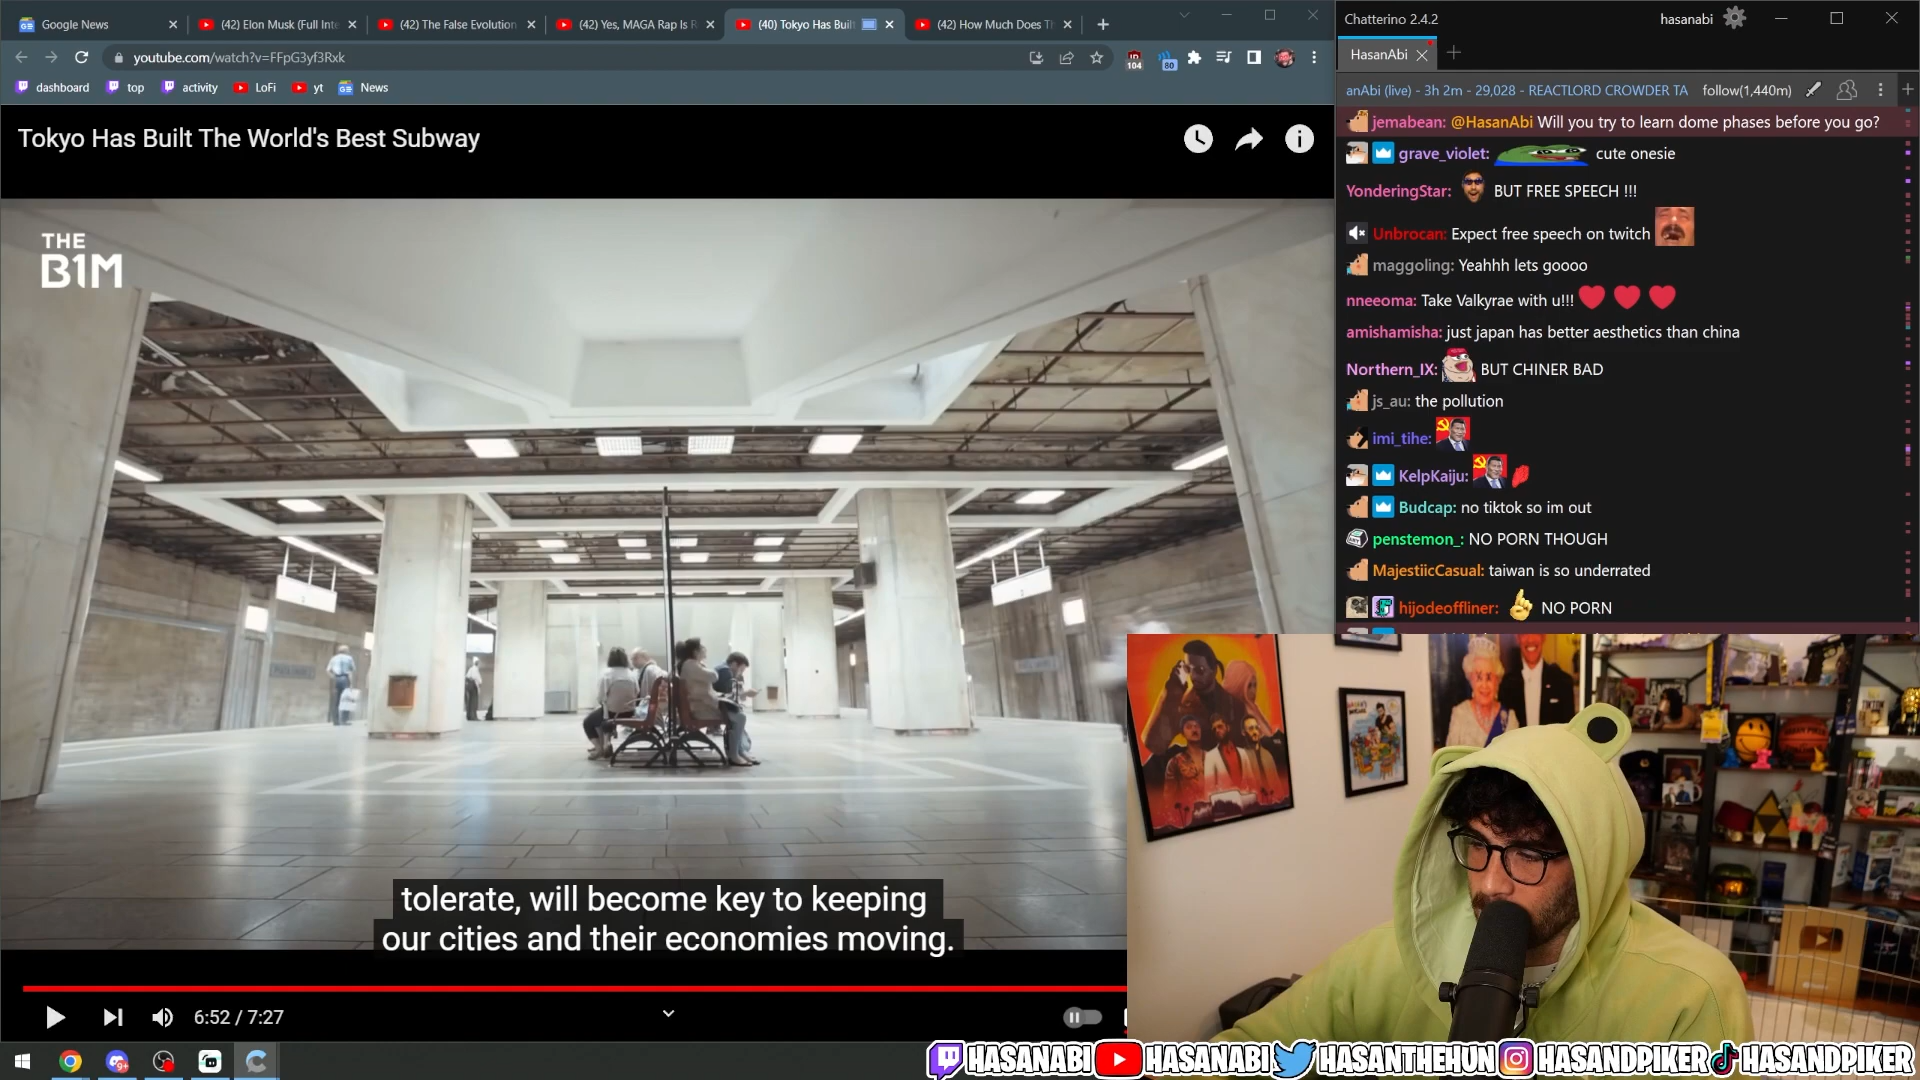 Google News
(42) Elon Musk (Full Inte
(42) The False Evolution
(42) Yes, MAGA Rap Is R
(40) Tokyo Has Built
(42) How Much Does Th
youtube.com/watch?v=FFpG3yf3Rxk
104
80
dashboard
top
activity
LoFi
yt
News
Tokyo Has Built The World's Best Subway
THE
B1M
tolerate, will become key to keeping
our cities and their economies moving.
6:52 / 7:27
Chatterino 2.4.2
hasanabi
HasanAbi
anAbi (live) - 3h 2m - 29,028 - REACTLORD CROWDER TA
follow(1,440m)
jemabean: @HasanAbi Will you try to learn dome phases before you go?
grave_violet: cute onesie
YonderingStar: BUT FREE SPEECH !!!
Unbrocan: Expect free speech on twitch
maggoling: Yeahhh lets goooo
nneeoma: Take Valkyrae with u!!!
amishamisha: just japan has better aesthetics than china
Northern_IX: BUT CHINER BAD
js_au: the pollution
imi_tihe:
KelpKaiju:
Budcap: no tiktok so im out
penstemon_: NO PORN THOUGH
MajestiicCasual: taiwan is so underrated
hijodeoffliner: NO PORN
HASANABI
HASANABI
HASANTHEHUN
HASANDPIKER
HASANDPIKER